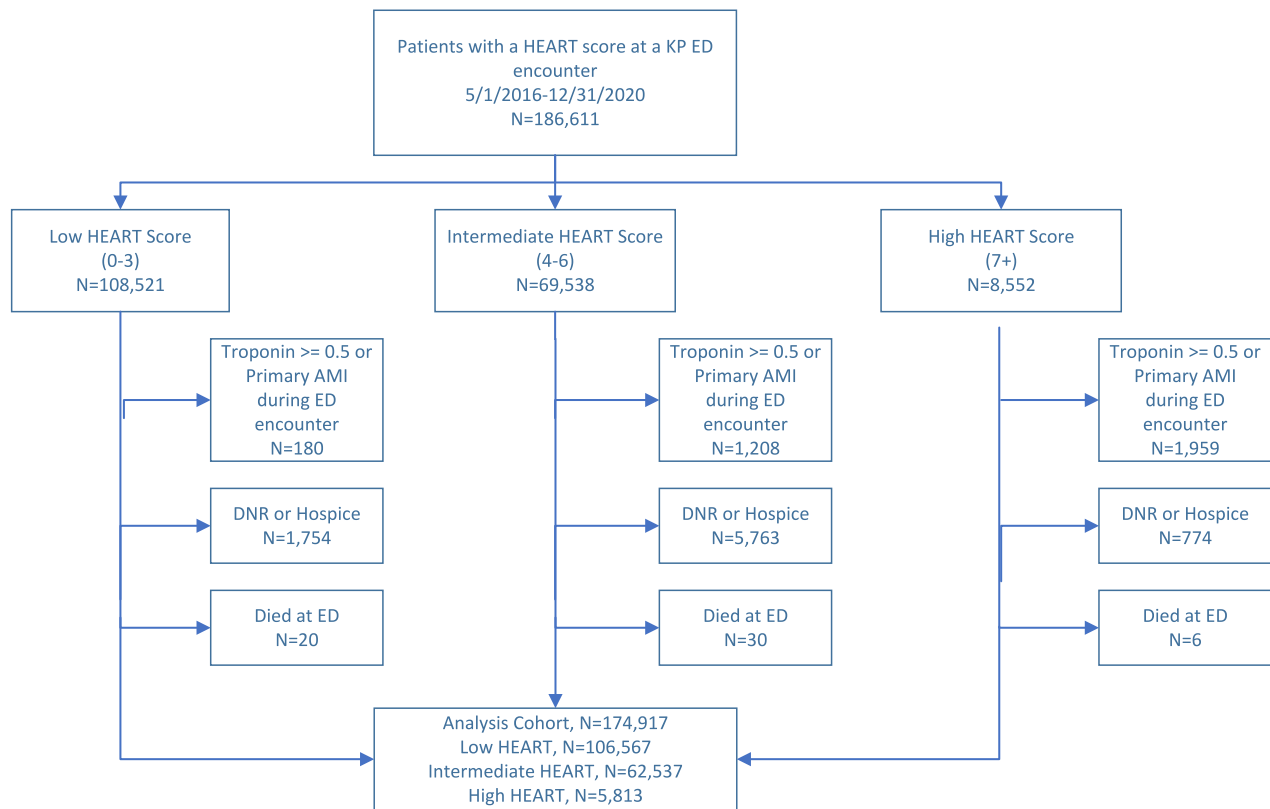 Patients with a HEART score at a KP ED
encounter
5/1/2016-12/31/2020
N=186,611
Low HEART Score
(0-3)
N=108,521
Intermediate HEART Score
(4-6)
N=69,538
High HEART Score
(7+)
N=8,552
Troponin >= 0.5 or
Primary AMI
during ED
encounter
N=180
Troponin >= 0.5 or
Primary AMI
during ED
encounter
N=1,208
Troponin >= 0.5 or
Primary AMI
during ED
encounter
N=1,959
DNR or Hospice
N=1,754
DNR or Hospice
N=5,763
DNR or Hospice
N=774
Died at ED
N=20
Died at ED
N=30
Died at ED
N=6
Analysis Cohort, N=174,917
Low HEART, N=106,567
Intermediate HEART, N=62,537
High HEART, N=5,813